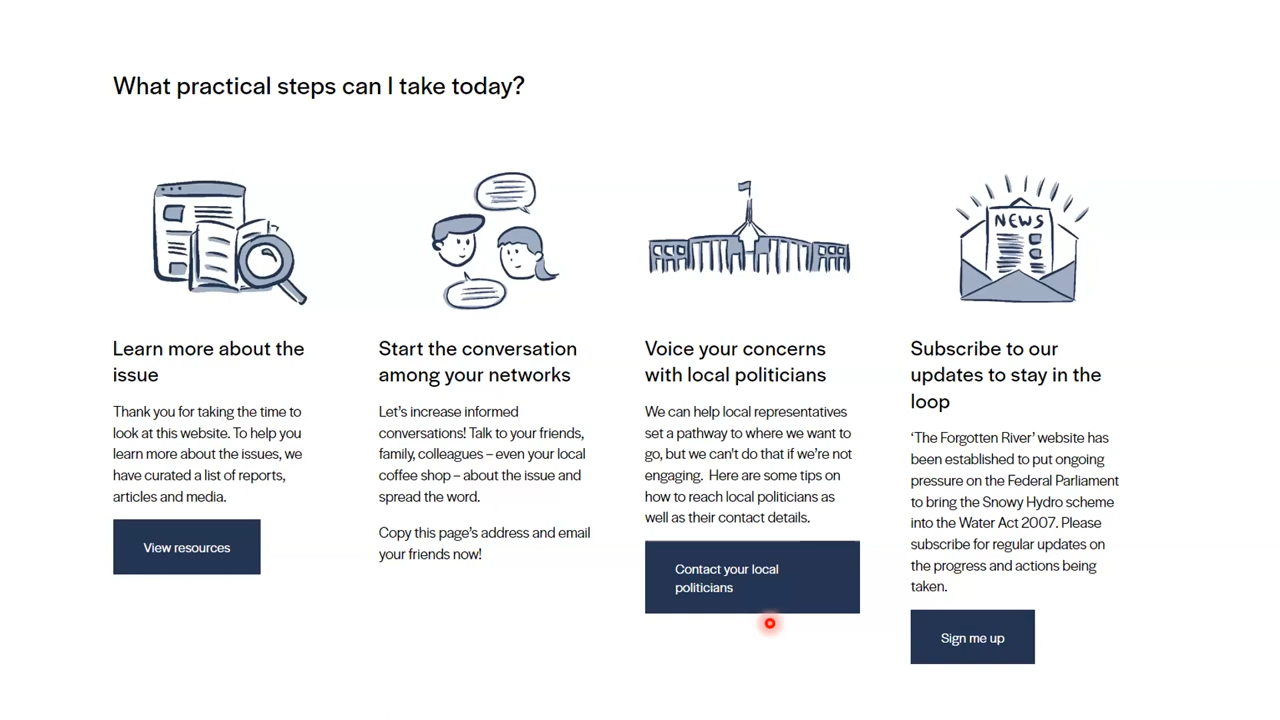 What practical steps can I take today?
NEWS
Learn more about the
issue
Thank you for taking the time to
look at this website. To help you
learn more about the issues, we
have curated a list of reports,
articles and media.
View resources
Start the conversation
among your networks
Let's increase informed
conversations! Talk to your friends,
family, colleagues – even your local
coffee shop – about the issue and
spread the word.
Copy this page's address and email
your friends now!
Voice your concerns
with local politicians
We can help local representatives
set a pathway to where we want to
go, but we can't do that if we're not
engaging. Here are some tips on
how to reach local politicians as
well as their contact details.
Contact your local
politicians
Subscribe to our
updates to stay in the
loop
‘The Forgotten River’ website has
been established to put ongoing
pressure on the Federal Parliament
to bring the Snowy Hydro scheme
into the Water Act 2007. Please
subscribe for regular updates on
the progress and actions being
taken.
Sign me up